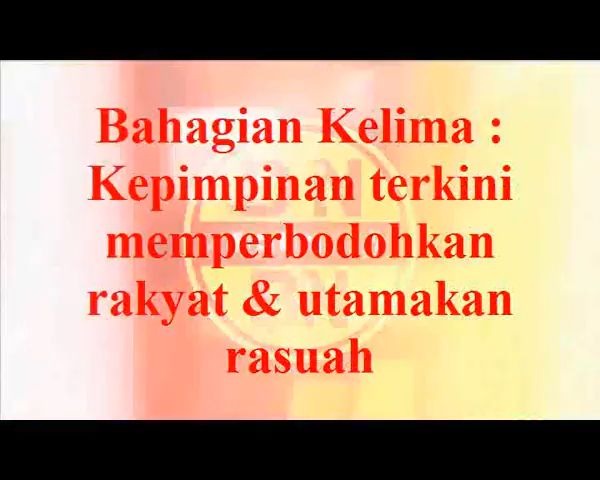 Bahagian Kelima :
Kepimpinan terkini
memperbodohkan
rakyat & utamakan
rasuah